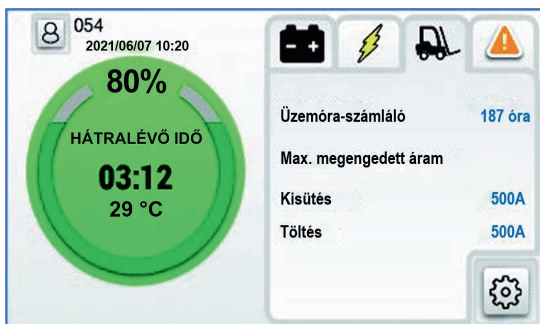 054
2021/06/07 10:20
80%
HÁTRALÉVŐ IDŐ
03:12
29 °C
Üzemóra-számláló 187 óra
Max. megengedett áram
Kisütés 500A
Töltés 500A